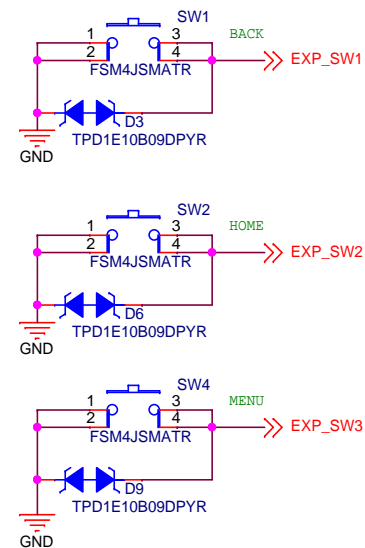 SW1
1 3 BACK
2 4 EXP_SW1
FSM4JSMATR
D3
TPD1E10B09DPYR
GND
SW2
1 3 HOME
2 4 EXP_SW2
FSM4JSMATR
D6
TPD1E10B09DPYR
GND
SW4
1 3 MENU
2 4 EXP_SW3
FSM4JSMATR
D9
TPD1E10B09DPYR
GND